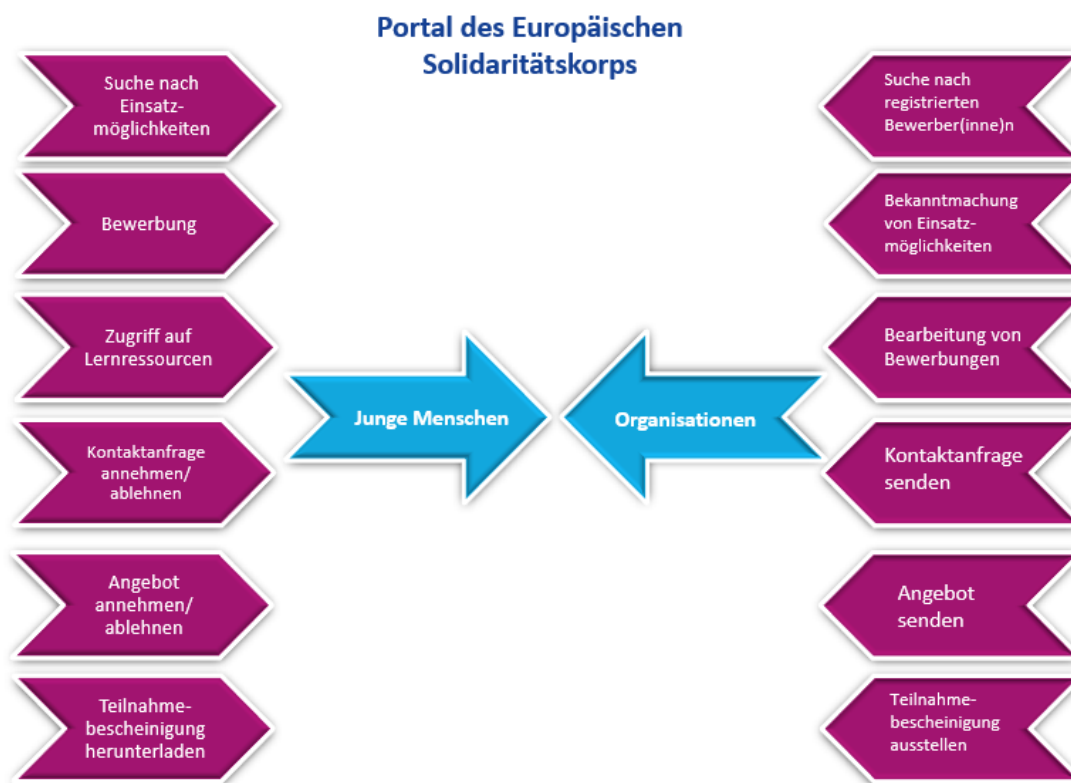 Portal des Europäischen
Solidaritätskorps
Suche nach
Einsatz-
möglichkeiten
Bewerbung
Zugriff auf
Lernressourcen
Kontaktanfrage
annehmen/
ablehnen
Angebot
annehmen/
ablehnen
Teilnahme-
bescheinigung
herunterladen
Junge Menschen
Organisationen
Suche nach
registrierten
Bewerber(inne)n
Bekanntmachung
von Einsatz-
möglichkeiten
Bearbeitung von
Bewerbungen
Kontaktanfrage
senden
Angebot
senden
Teilnahme-
bescheinigung
ausstellen